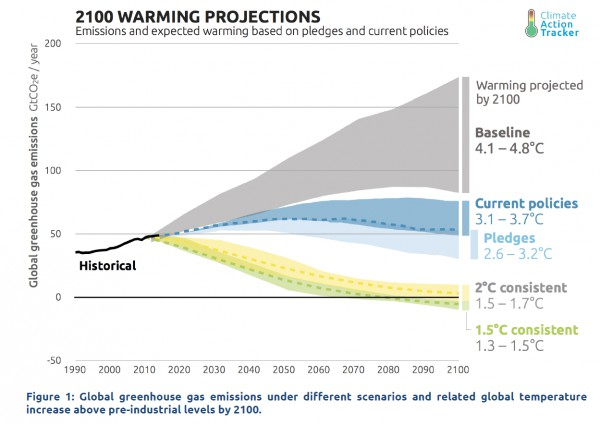 2100 WARMING PROJECTIONS
Emissions and expected warming based on pledges and current policies
Climate
Action
Tracker
Global greenhouse gas emissions GtCO2e / year
200
150
100
50
0
-50
Historical
Warming projected
by 2100
Baseline
4.1 – 4.8°C
Current policies
3.1 – 3.7°C
Pledges
2.6 – 3.2°C
2°C consistent
1.5 – 1.7°C
1.5°C consistent
1.3 – 1.5°C
1990 2000 2010 2020 2030 2040 2050 2060 2070 2080 2090 2100
Figure 1: Global greenhouse gas emissions under different scenarios and related global temperature
increase above pre-industrial levels by 2100.